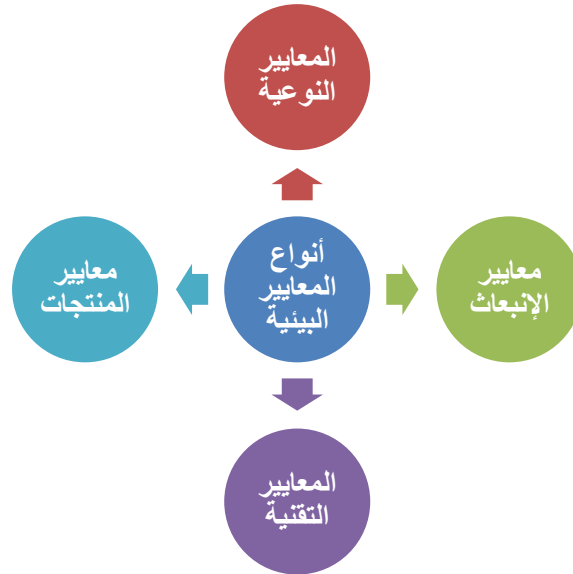 المعايير
النوعية
أنواع
المعايير
البيئية
معايير
الإنبعاث
معايير
المنتجات
المعايير
التقنية